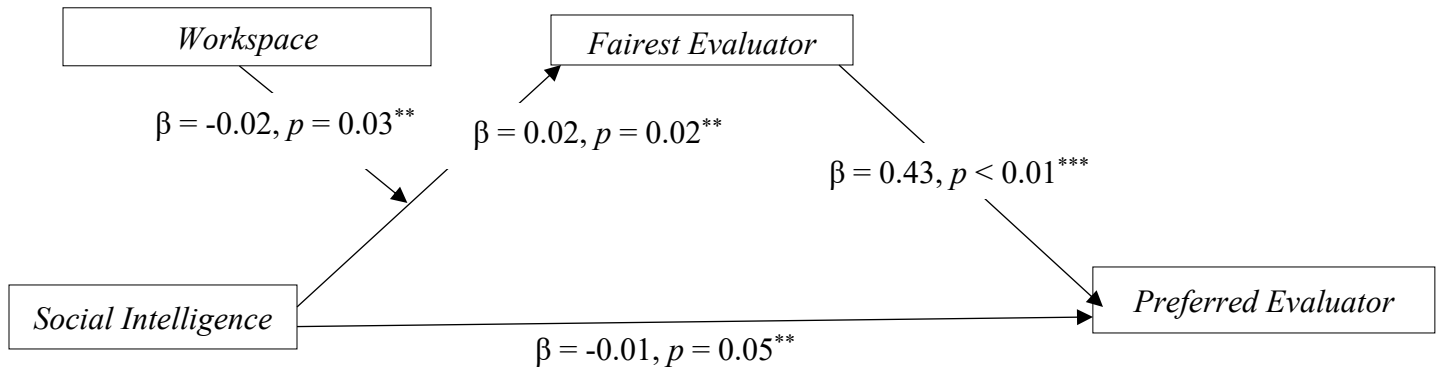 Workspace
Fairest Evaluator
β = -0.02, p = 0.03**
β = 0.02, p = 0.02**
β = 0.43, p < 0.01***
Social Intelligence
Preferred Evaluator
β = -0.01, p = 0.05**